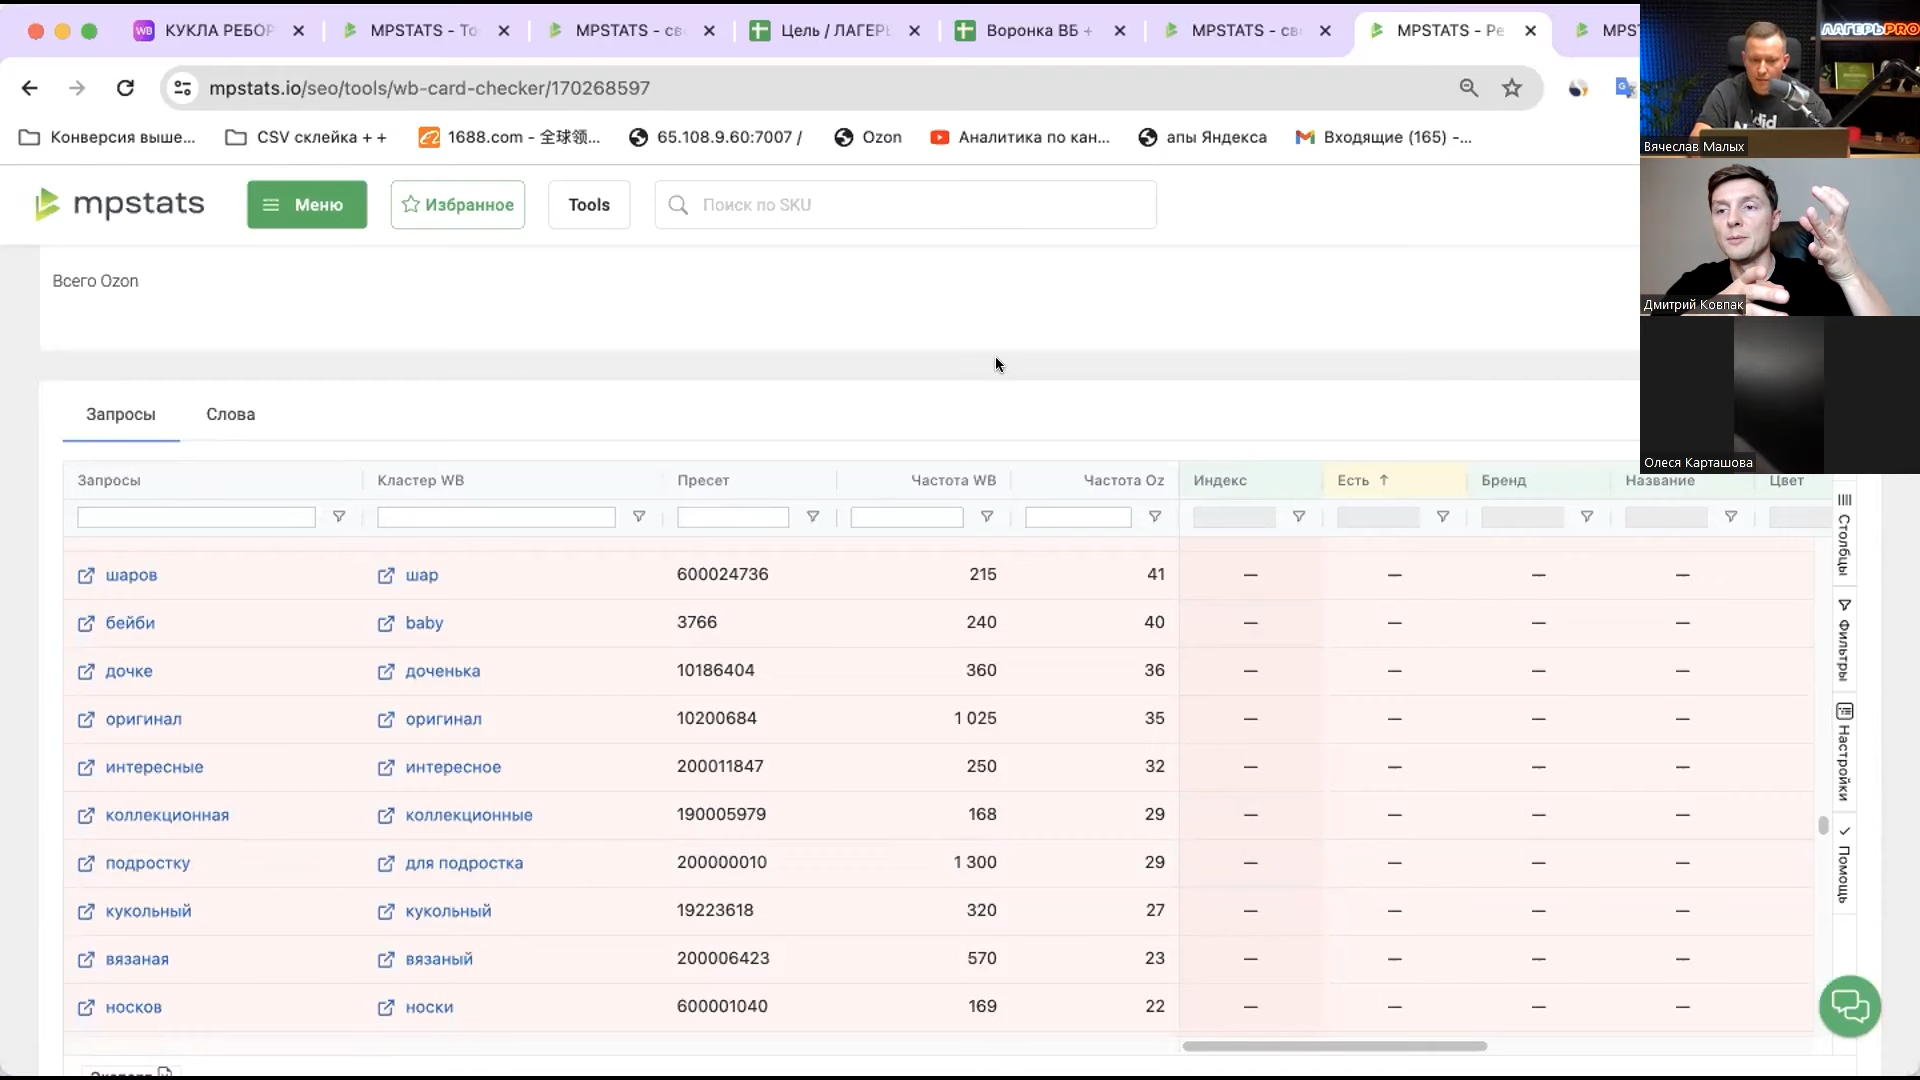 КУКЛА РЕБОР
MPSTATS - То
MPSTATS - св
Цель / ЛАГЕРЬ
Воронка ВБ +
MPSTATS - св
MPSTATS - Ре
MPS
mpstats.io/seo/tools/wb-card-checker/170268597
Конверсия выше...
CSV склейка + +
1688.com - 全球领...
65.108.9.60:7007 /
Ozon
Аналитика по кан...
апы Яндекса
Входящие (165) -...
ЛАГЕРЬPRO
Вячеслав Малых
Дмитрий Ковпак
Олеся Карташова
mpstats
Меню
Избранное
Tools
Поиск по SKU
Всего Ozon
Запросы Слова
Запросы Кластер WB Пресет Частота WB Частота Oz Индекс Есть ↑ Бренд Название Цвет
шаров шар 600024736 215 41 — — — —
бейби baby 3766 240 40 — — — —
дочке доченька 10186404 360 36 — — — —
оригинал оригинал 10200684 1 025 35 — — — —
интересные интересное 200011847 250 32 — — — —
коллекционная коллекционные 190005979 168 29 — — — —
подростку для подростка 200000010 1 300 29 — — — —
кукольный кукольный 19223618 320 27 — — — —
вязаная вязаный 200006423 570 23 — — — —
носков носки 600001040 169 22 — — — —
Столбцы
Фильтры
Настройки
Помощь